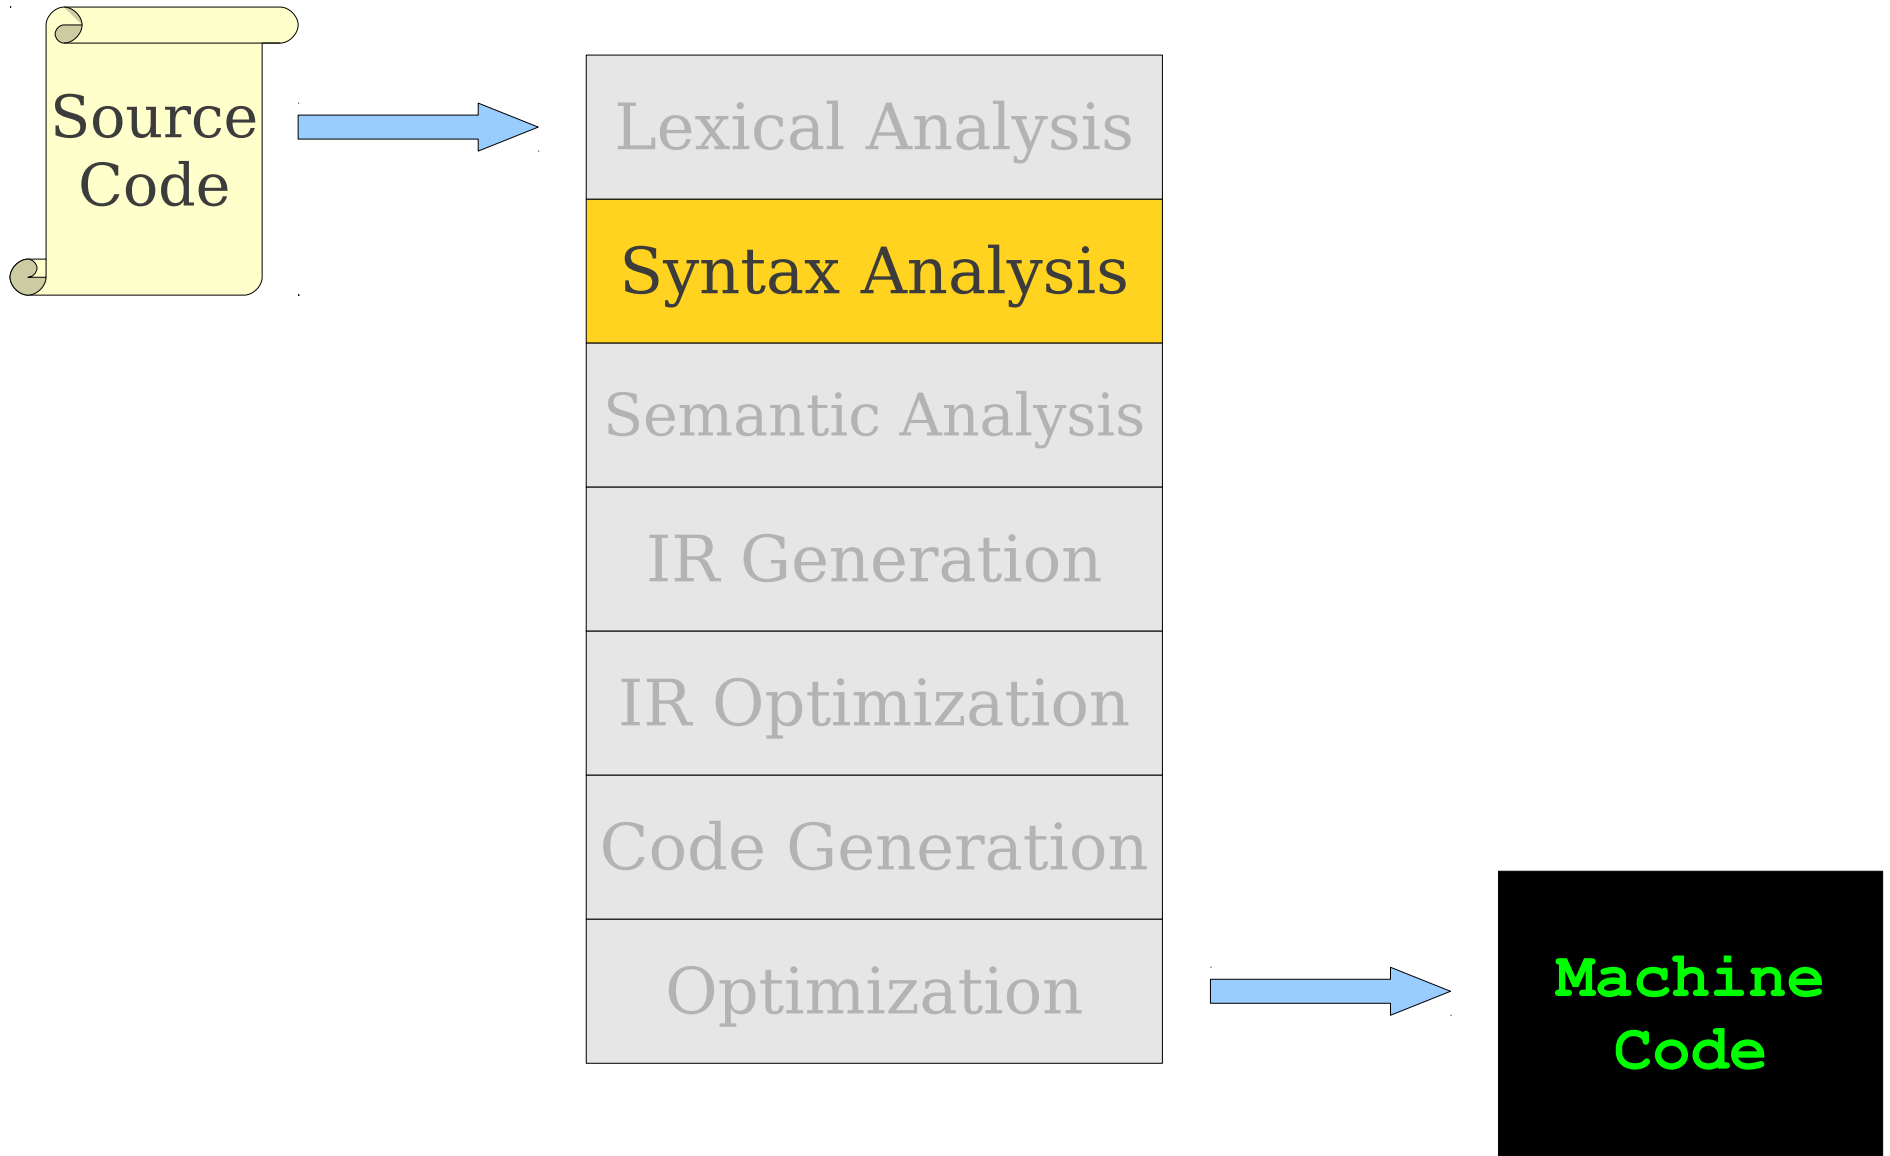 Source
Code
Lexical Analysis
Syntax Analysis
Semantic Analysis
IR Generation
IR Optimization
Code Generation
Optimization
Machine
Code